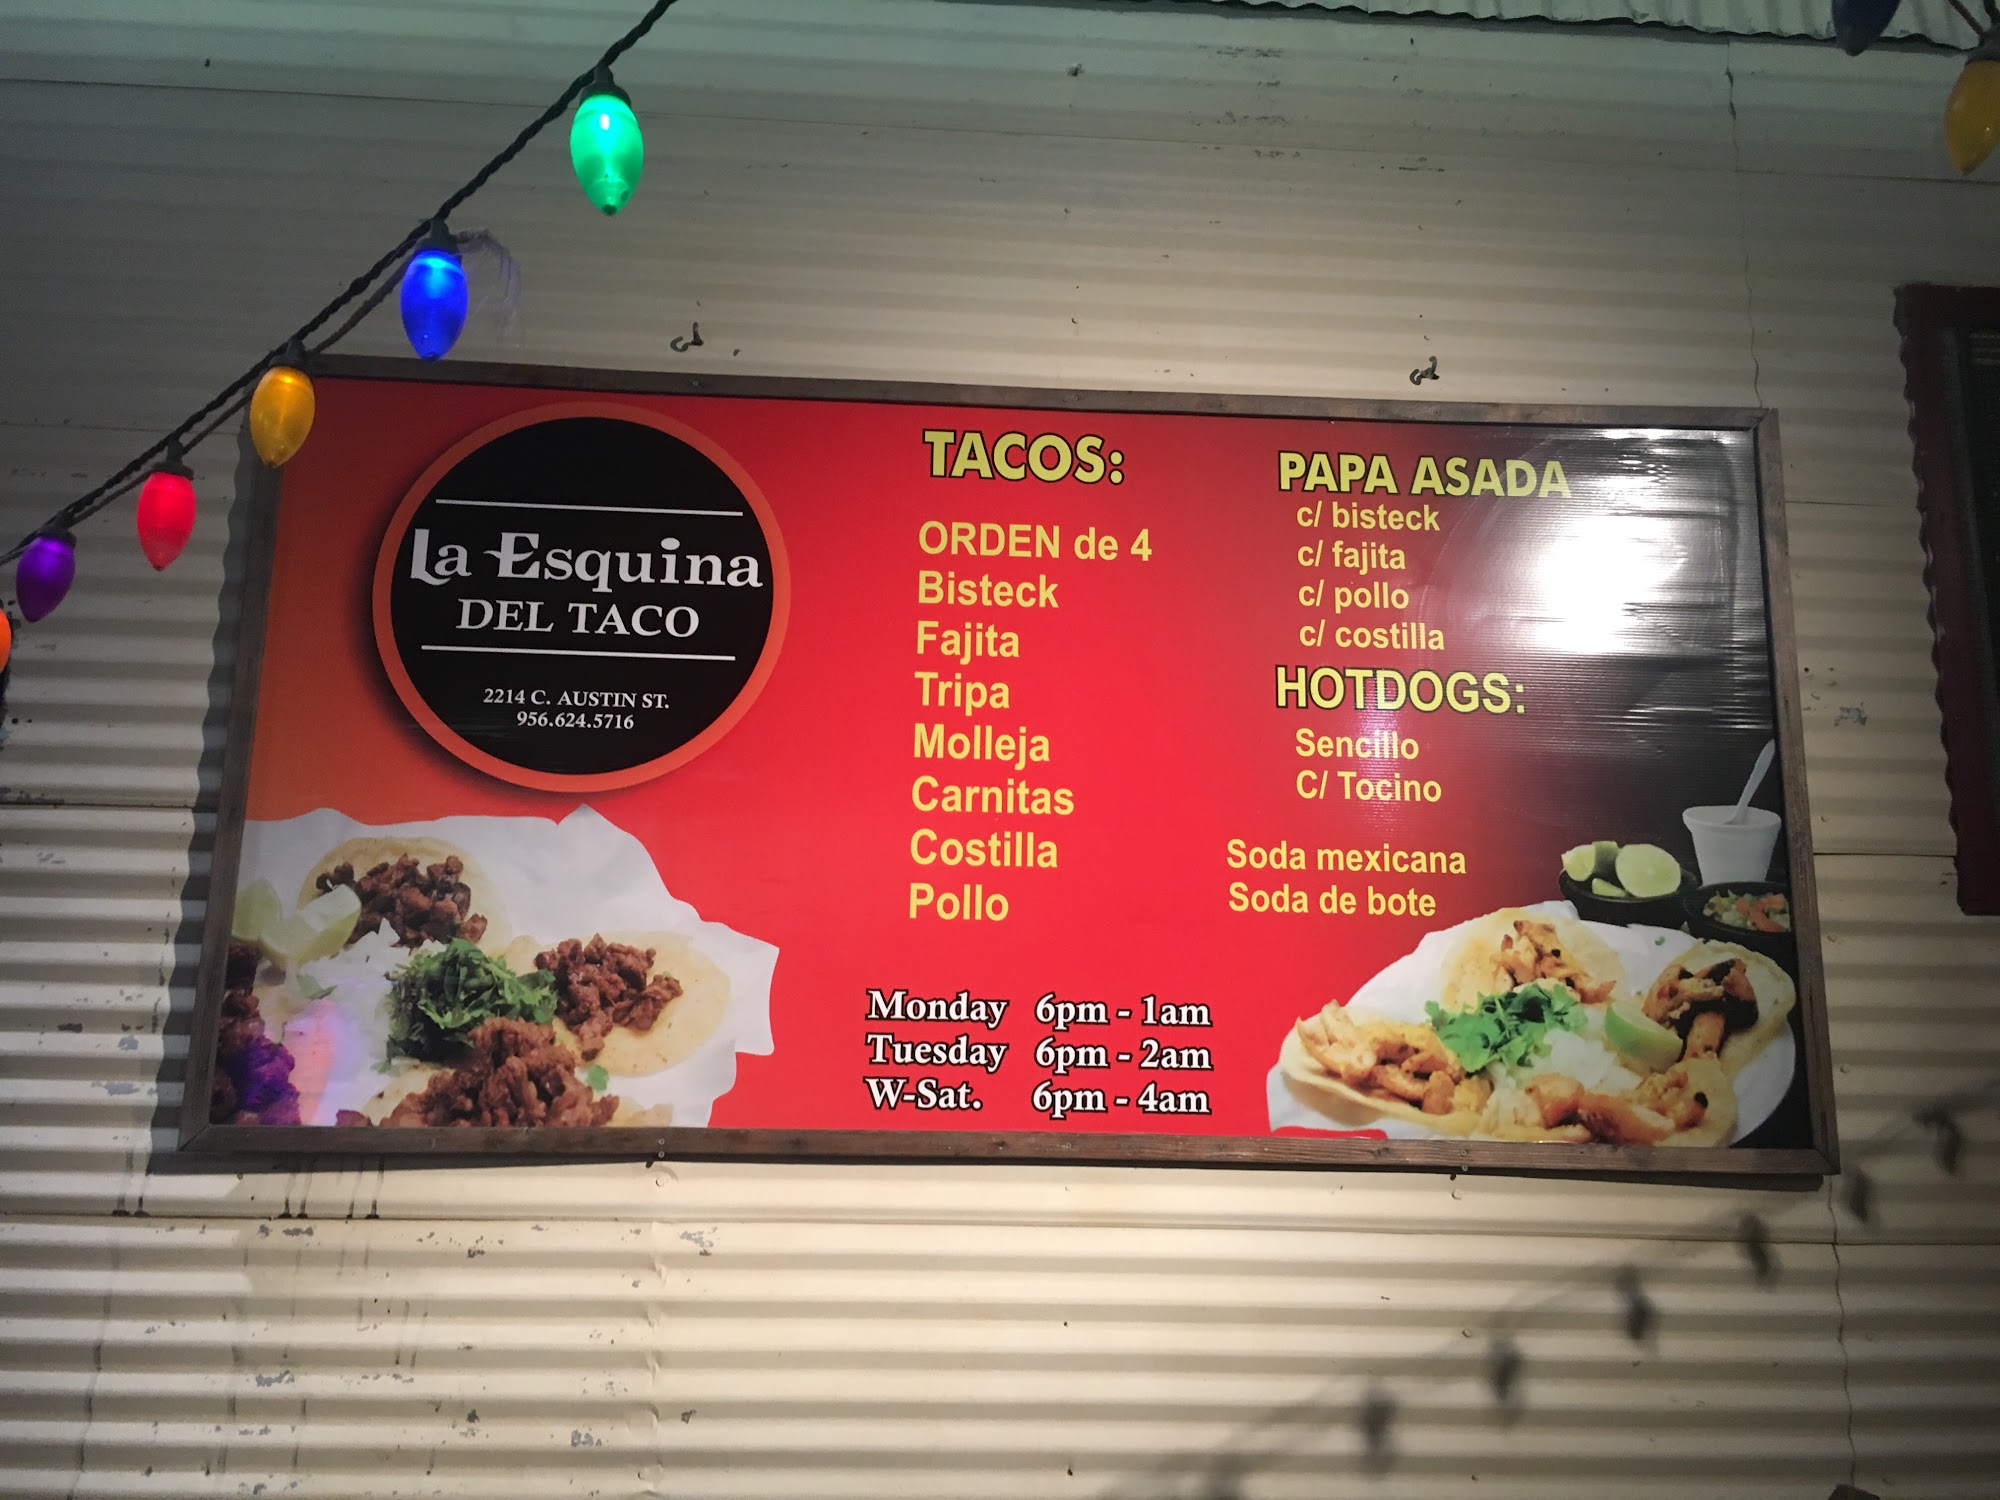 La Esquina
DEL TACO
2214 C. AUSTIN ST.
956.624.5716
TACOS:
ORDEN de 4
Bisteck
Fajita
Tripa
Molleja
Carnitas
Costilla
Pollo
Monday 6pm - 1am
Tuesday 6pm - 2am
W-Sat. 6pm - 4am
PAPA ASADA
c/ bisteck
c/ fajita
c/ pollo
c/ costilla
HOTDOGS:
Sencillo
C/ Tocino
Soda mexicana
Soda de bote